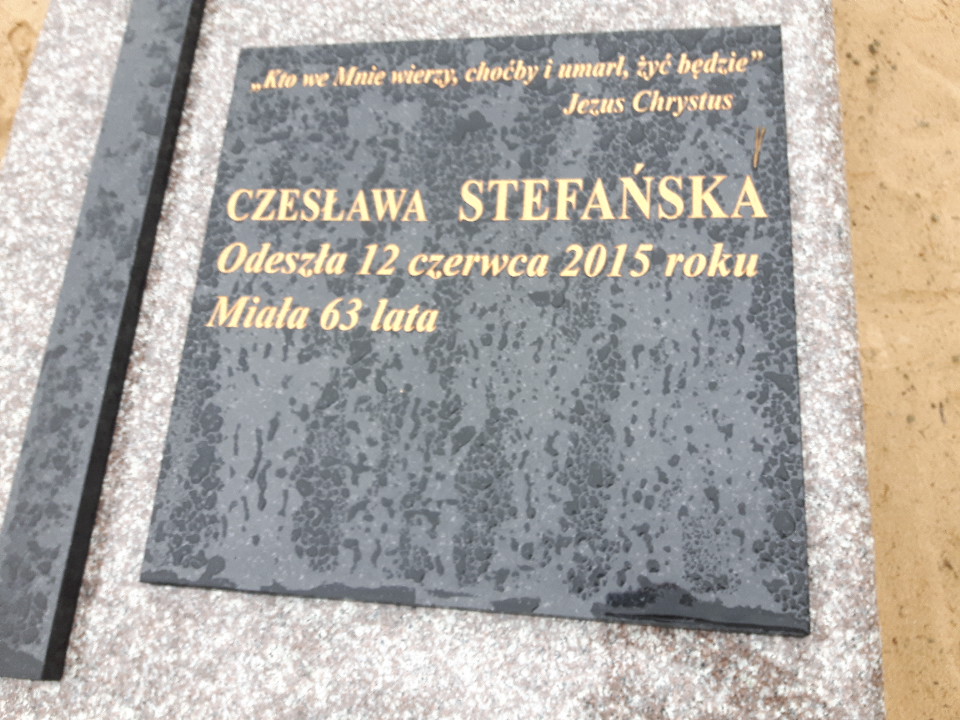 „Kto we Mnie wierzy, choćby i umarł, żyć będzie”
Jezus Chrystus
CZESŁAWA STEFAŃSKA
Odeszła 12 czerwca 2015 roku
Miała 63 lata